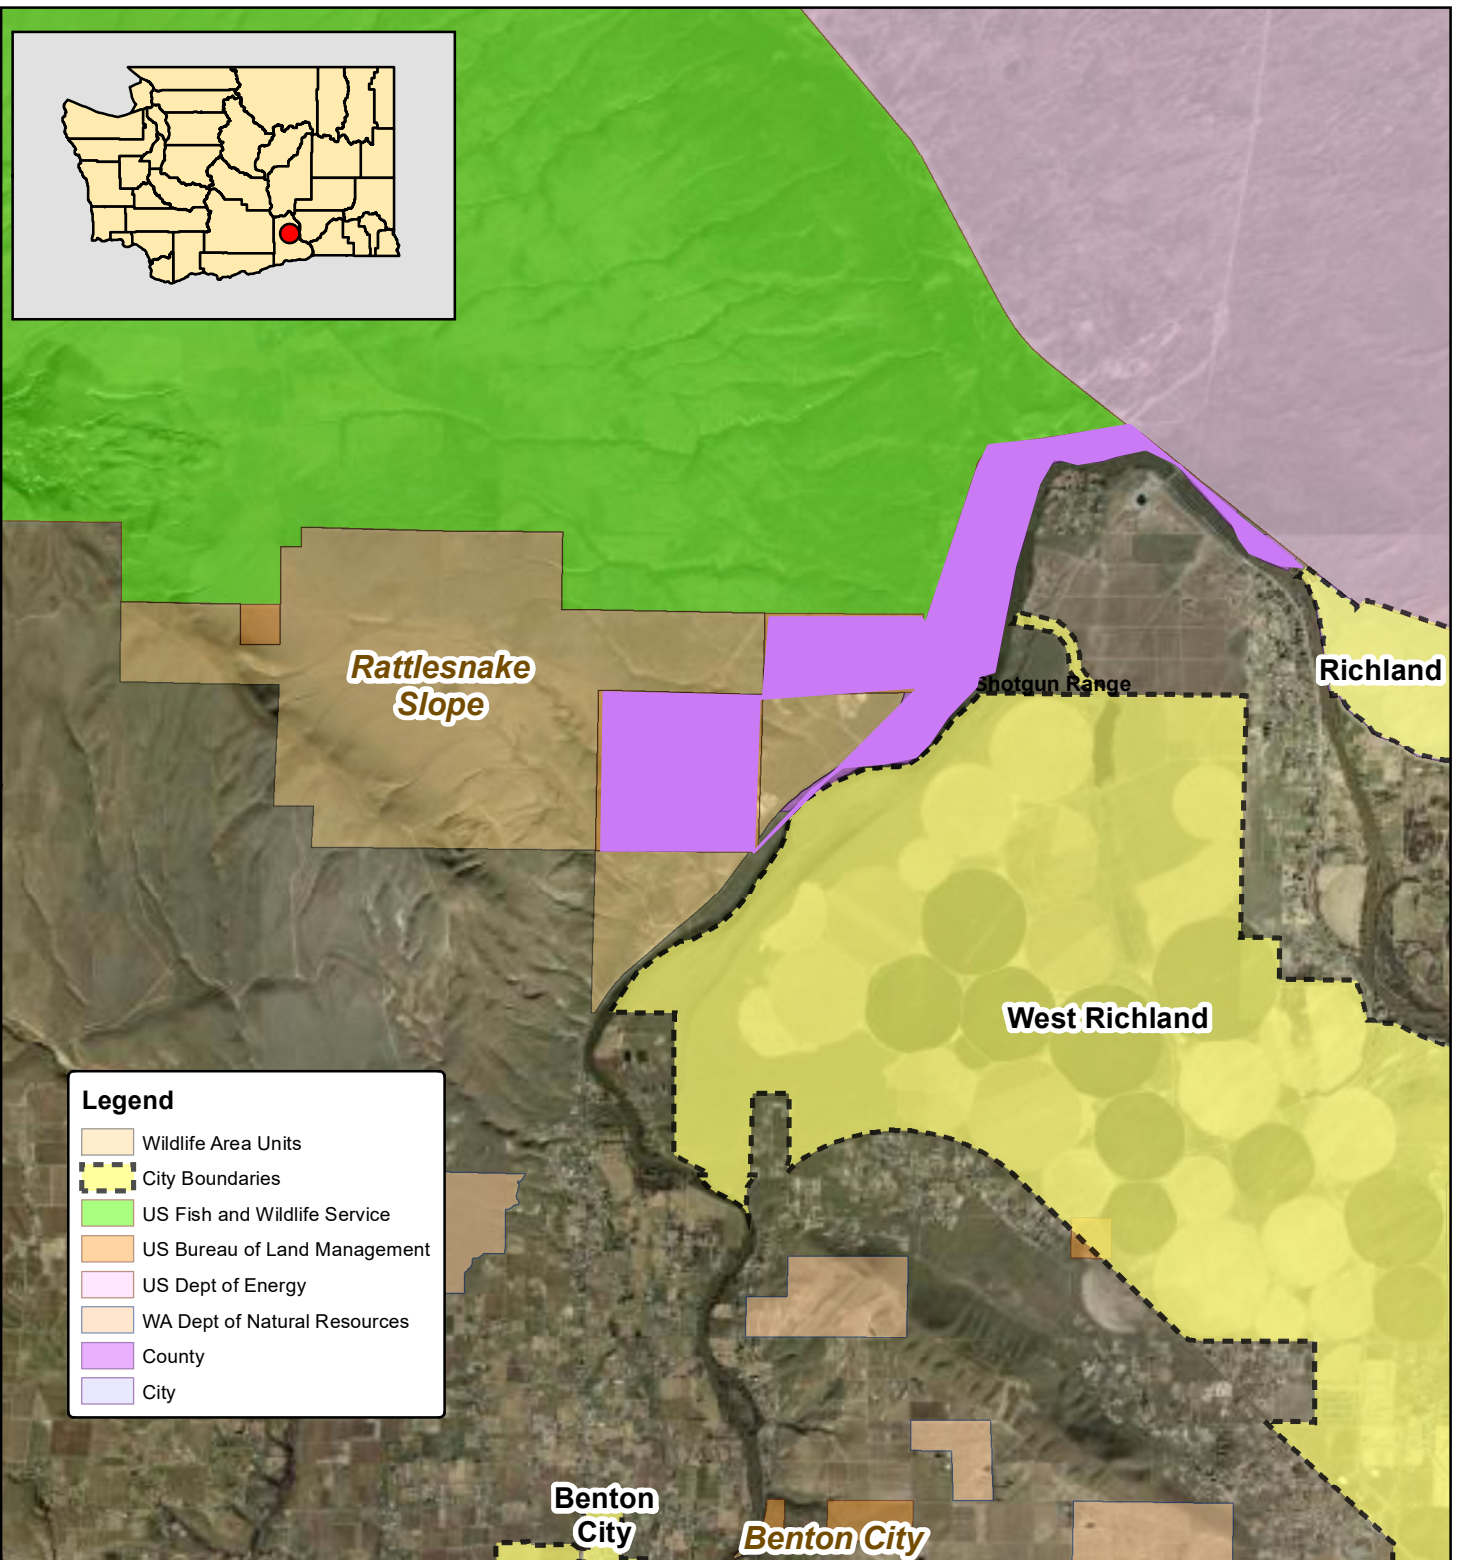 Rattlesnake
Slope
Shotgun Range
Richland
West Richland
Legend
Wildlife Area Units
City Boundaries
US Fish and Wildlife Service
US Bureau of Land Management
US Dept of Energy
WA Dept of Natural Resources
County
City
Benton
City
Benton City